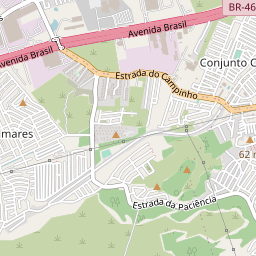 BR-46
Avenida Brasil
Avenida Brasil
Estrada do Campinho
Conjunto C
s
mares
62 m
Estrada da Paciência